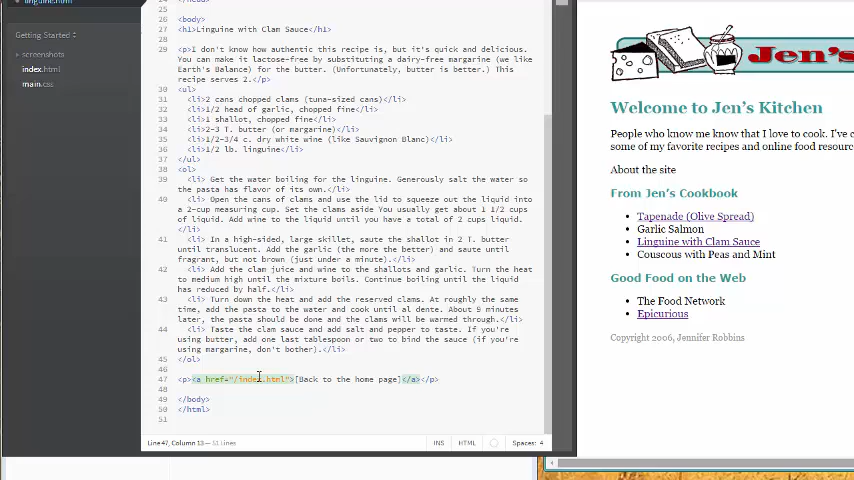 linguine.html
Getting Started
screenshots
index.html
main.css
24 </head>
25
26 <body>
27 <h1>Linguine with Clam Sauce</h1>
28
29 <p>I don't know how authentic this recipe is, but it's quick and delicious.
You can make it lactose-free by substituting a dairy-free margarine (we like
Earth's Balance) for the butter. (Unfortunately, butter is better.) This
recipe serves 2.</p>
30 <ul>
31 <li>2 cans chopped clams (tuna-sized cans)</li>
32 <li>1/2 head of garlic, chopped fine</li>
33 <li>1 shallot, chopped fine</li>
34 <li>2-3 T. butter (or margarine)</li>
35 <li>1/2-3/4 c. dry white wine (like Sauvignon Blanc)</li>
36 <li>1/2 lb. linguine</li>
37 </ul>
38 <ol>
39 <li> Get the water boiling for the linguine. Generously salt the water so
the pasta has flavor of its own.</li>
40 <li> Open the cans of clams and use the lid to squeeze out the liquid into
a 2-cup measuring cup. Set the clams aside You usually get about 1 1/2 cups
of liquid. Add wine to the liquid until you have a total of 2 cups liquid.
</li>
41 <li> In a high-sided, large skillet, saute the shallot in 2 T. butter
until translucent. Add the garlic (the more the better) and saute until
fragrant, but not brown (just under a minute).</li>
42 <li> Add the clam juice and wine to the shallots and garlic. Turn the heat
to medium high until the mixture boils. Continue boiling until the liquid
has reduced by half.</li>
43 <li> Turn down the heat and add the reserved clams. At roughly the same
time, add the pasta to the water and cook until al dente. About 9 minutes
later, the pasta should be done and the clams will be warmed through.</li>
44 <li> Taste the clam sauce and add salt and pepper to taste. If you're
using butter, add one last tablespoon or two to bind the sauce (if you're
using margarine, don't bother).</li>
45 </ol>
46
47 <p><a href="/index.html">[Back to the home page]</a></p>
48
49 </body>
50 </html>
51
Line 47, Column 13 — 51 Lines
INS HTML Spaces: 4
Jen's
Welcome to Jen's Kitchen
People who know me know that I love to cook. I've
some of my favorite recipes and online food
About the site
From Jen's Cookbook
Tapenade (Olive Spread)
Garlic Salmon
Linguine with Clam Sauce
Couscous with Peas and Mint
Good Food on the Web
The Food Network
Epicurious
Copyright 2006, Jennifer Robbins